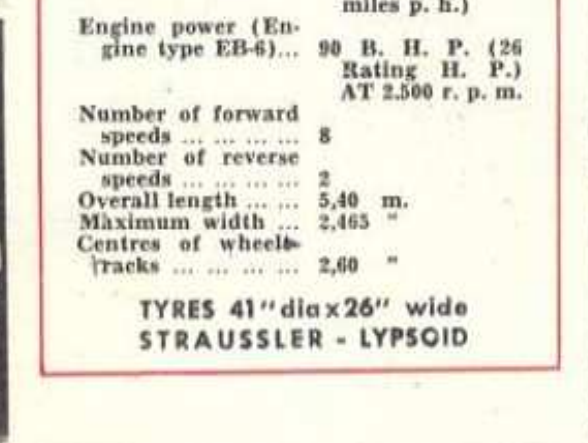 miles p. h.)
Engine power (En-
gine type EB-6)... 90 B. H. P. (26
Rating H. P.)
AT 2.500 r. p. m.
Number of forward
speeds ... ... ... ... 8
Number of reverse
speeds ... ... ... ... 2
Overall length ... ... 5,40 m.
Maximum width ... 2,465 "
Centres of wheels-
tracks ... ... ... ... 2,60 "
TYRES 41" dia x 26" wide
STRAUSSLER - LYPSOID